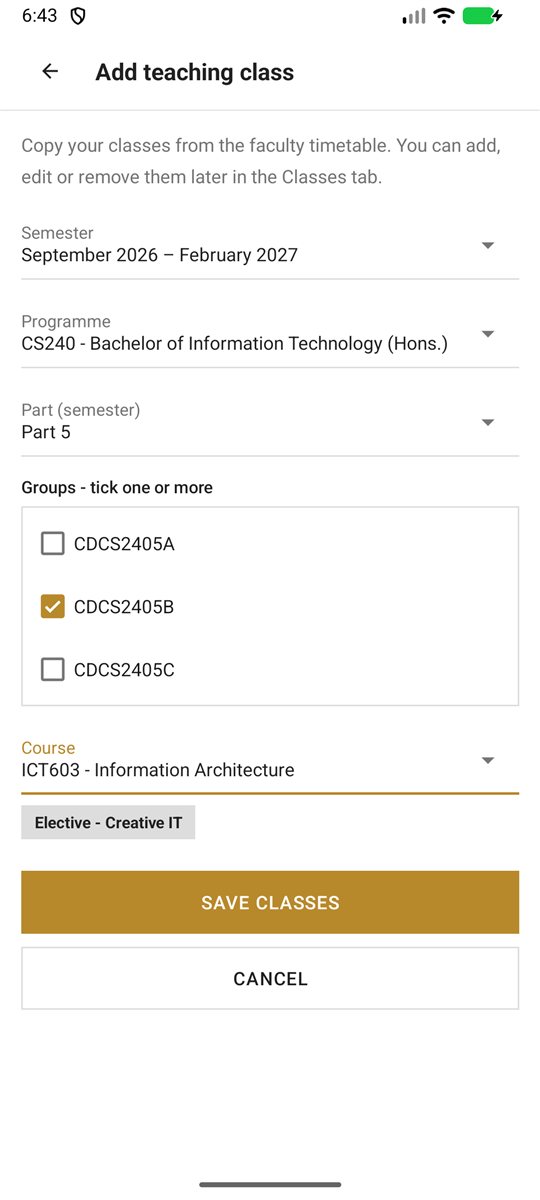 6:43
Add teaching class
Copy your classes from the faculty timetable. You can add,
edit or remove them later in the Classes tab.
Semester
September 2026 – February 2027
Programme
CS240 - Bachelor of Information Technology (Hons.)
Part (semester)
Part 5
Groups - tick one or more
CDCS2405A
CDCS2405B
CDCS2405C
Course
ICT603 - Information Architecture
Elective - Creative IT
SAVE CLASSES
CANCEL